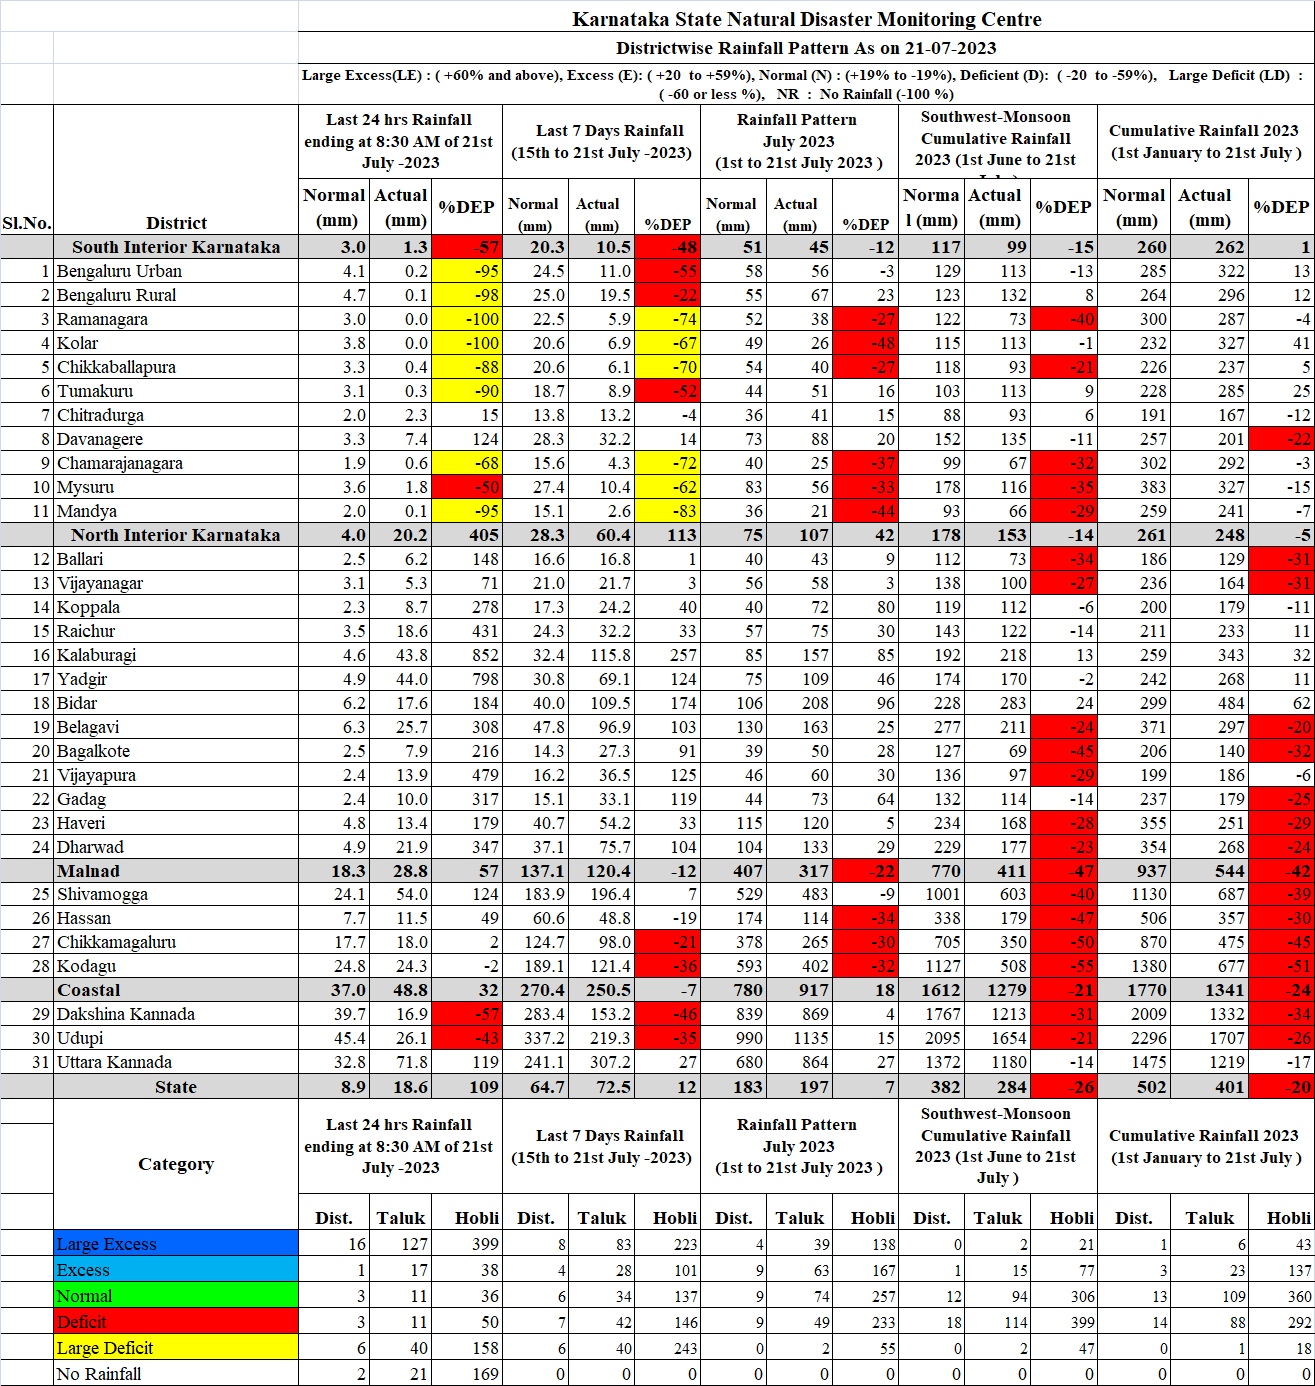 Karnataka State Natural Disaster Monitoring Centre
Districtwise Rainfall Pattern As on 21-07-2023
Large Excess(LE) : ( +60% and above), Excess (E): ( +20 to +59%), Normal (N) : (+19% to -19%), Deficient (D): ( -20 to -59%), Large Deficit (LD) :
( -60 or less %), NR : No Rainfall (-100 %)
Sl.No. District
Last 24 hrs Rainfall
ending at 8:30 AM of 21st
July -2023
Last 7 Days Rainfall
(15th to 21st July -2023)
Rainfall Pattern
July 2023
(1st to 21st July 2023 )
Southwest-Monsoon
Cumulative Rainfall
2023 (1st June to 21st
Cumulative Rainfall 2023
(1st January to 21st July )
Normal (mm) Actual (mm) %DEP Normal (mm) Actual (mm) %DEP Normal (mm) Actual (mm) %DEP Norma l (mm) Actual (mm) %DEP Normal (mm) Actual (mm) %DEP
South Interior Karnataka 3.0 1.3 -57 20.3 10.5 -48 51 45 -12 117 99 -15 260 262 1
1 Bengaluru Urban 4.1 0.2 -95 24.5 11.0 -55 58 56 -3 129 113 -13 285 322 13
2 Bengaluru Rural 4.7 0.1 -98 25.0 19.5 -22 55 67 23 123 132 8 264 296 12
3 Ramanagara 3.0 0.0 -100 22.5 5.9 -74 52 38 -27 122 73 -40 300 287 -4
4 Kolar 3.8 0.0 -100 20.6 6.9 -67 49 26 -48 115 113 -1 232 327 41
5 Chikkaballapura 3.3 0.4 -88 20.6 6.1 -70 54 40 -27 118 93 -21 226 237 5
6 Tumakuru 3.1 0.3 -90 18.7 8.9 -52 44 51 16 103 113 9 228 285 25
7 Chitradurga 2.0 2.3 15 13.8 13.2 -4 36 41 15 88 93 6 191 167 -12
8 Davanagere 3.3 7.4 124 28.3 32.2 14 73 88 20 152 135 -11 257 201 -22
9 Chamarajanagara 1.9 0.6 -68 15.6 4.3 -72 40 25 -37 99 67 -32 302 292 -3
10 Mysuru 3.6 1.8 -50 27.4 10.4 -62 83 56 -33 178 116 -35 383 327 -15
11 Mandya 2.0 0.1 -95 15.1 2.6 -83 36 21 -44 93 66 -29 259 241 -7
North Interior Karnataka 4.0 20.2 405 28.3 60.4 113 75 107 42 178 153 -14 261 248 -5
12 Ballari 2.5 6.2 148 16.6 16.8 1 40 43 9 112 73 -34 186 129 -31
13 Vijayanagar 3.1 5.3 71 21.0 21.7 3 56 58 3 138 100 -27 236 164 -31
14 Koppala 2.3 8.7 278 17.3 24.2 40 40 72 80 119 112 -6 200 179 -11
15 Raichur 3.5 18.6 431 24.3 32.2 33 57 75 30 143 122 -14 211 233 11
16 Kalaburagi 4.6 43.8 852 32.4 115.8 257 85 157 85 192 218 13 259 343 32
17 Yadgir 4.9 44.0 798 30.8 69.1 124 75 109 46 174 170 -2 242 268 11
18 Bidar 6.2 17.6 184 40.0 109.5 174 106 208 96 228 283 24 299 484 62
19 Belagavi 6.3 25.7 308 47.8 96.9 103 130 163 25 277 211 -24 371 297 -20
20 Bagalkote 2.5 7.9 216 14.3 27.3 91 39 50 28 127 69 -45 206 140 -32
21 Vijayapura 2.4 13.9 479 16.2 36.5 125 46 60 30 136 97 -29 199 186 -6
22 Gadag 2.4 10.0 317 15.1 33.1 119 44 73 64 132 114 -14 237 179 -25
23 Haveri 4.8 13.4 179 40.7 54.2 33 115 120 5 234 168 -28 355 251 -29
24 Dharwad 4.9 21.9 347 37.1 75.7 104 104 133 29 229 177 -23 354 268 -24
Malnad 18.3 28.8 57 137.1 120.4 -12 407 317 -22 770 411 -47 937 544 -42
25 Shivamogga 24.1 54.0 124 183.9 196.4 7 529 483 -9 1001 603 -40 1130 687 -39
26 Hassan 7.7 11.5 49 60.6 48.8 -19 174 114 -34 338 179 -47 506 357 -30
27 Chikkamagaluru 17.7 18.0 2 124.7 98.0 -21 378 265 -30 705 350 -50 870 475 -45
28 Kodagu 24.8 24.3 -2 189.1 121.4 -36 593 402 -32 1127 508 -55 1380 677 -51
Coastal 37.0 48.8 32 270.4 250.5 -7 780 917 18 1612 1279 -21 1770 1341 -24
29 Dakshina Kannada 39.7 16.9 -57 283.4 153.2 -46 839 869 4 1767 1213 -31 2009 1332 -34
30 Udupi 45.4 26.1 -43 337.2 219.3 -35 990 1135 15 2095 1654 -21 2296 1707 -26
31 Uttara Kannada 32.8 71.8 119 241.1 307.2 27 680 864 27 1372 1180 -14 1475 1219 -17
State 8.9 18.6 109 64.7 72.5 12 183 197 7 382 284 -26 502 401 -20
Category
Last 24 hrs Rainfall
ending at 8:30 AM of 21st
July -2023
Last 7 Days Rainfall
(15th to 21st July -2023)
Rainfall Pattern
July 2023
(1st to 21st July 2023 )
Southwest-Monsoon
Cumulative Rainfall
2023 (1st June to 21st
July )
Cumulative Rainfall 2023
(1st January to 21st July )
Dist. Taluk Hobli Dist. Taluk Hobli Dist. Taluk Hobli Dist. Taluk Hobli Dist. Taluk Hobli
Large Excess 16 127 399 8 83 223 4 39 138 0 2 21 1 6 43
Excess 1 17 38 4 28 101 9 63 167 1 15 77 3 23 137
Normal 3 11 36 6 34 137 9 74 257 12 94 306 13 109 360
Deficit 3 11 50 7 42 146 9 49 233 18 114 399 14 88 292
Large Deficit 6 40 158 6 40 243 0 2 55 0 2 47 0 1 18
No Rainfall 2 21 169 0 0 0 0 0 0 0 0 0 0 0 0